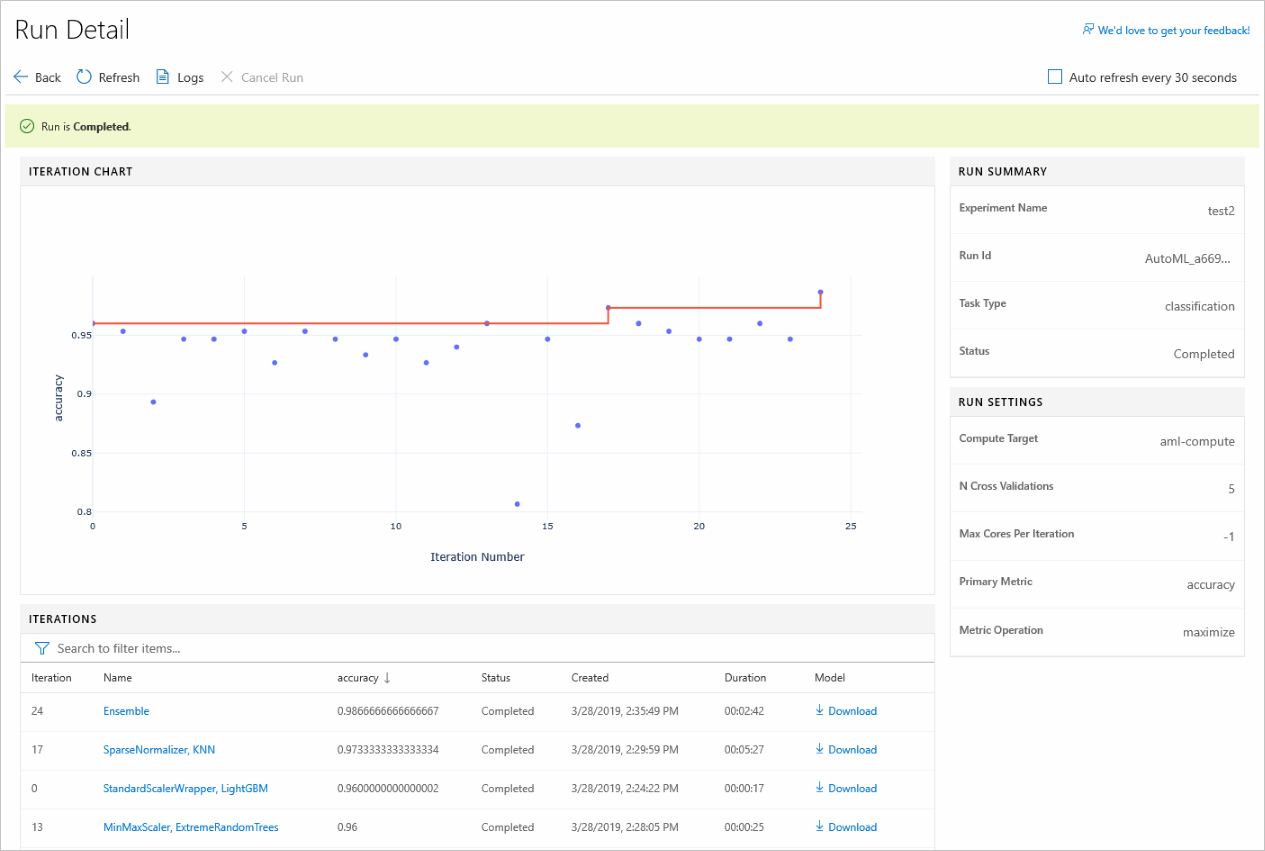 Run Detail
We'd love to get your feedback!
Back Refresh Logs Cancel Run Auto refresh every 30 seconds
Run is Completed.
ITERATION CHART
0.95
0.9
0.85
0.8
accuracy
0 5 10 15 20 25
Iteration Number
RUN SUMMARY
Experiment Name test2
Run Id AutoML_a669...
Task Type classification
Status Completed
RUN SETTINGS
Compute Target aml-compute
N Cross Validations 5
Max Cores Per Iteration -1
Primary Metric accuracy
Metric Operation maximize
ITERATIONS
Search to filter items...
Iteration Name accuracy ↓ Status Created Duration Model
24 Ensemble 0.9866666666666667 Completed 3/28/2019, 2:35:49 PM 00:02:42 Download
17 SparseNormalizer, KNN 0.9733333333333334 Completed 3/28/2019, 2:29:59 PM 00:05:27 Download
0 StandardScalerWrapper, LightGBM 0.9600000000000002 Completed 3/28/2019, 2:24:22 PM 00:00:17 Download
13 MinMaxScaler, ExtremeRandomTrees 0.96 Completed 3/28/2019, 2:28:05 PM 00:00:25 Download